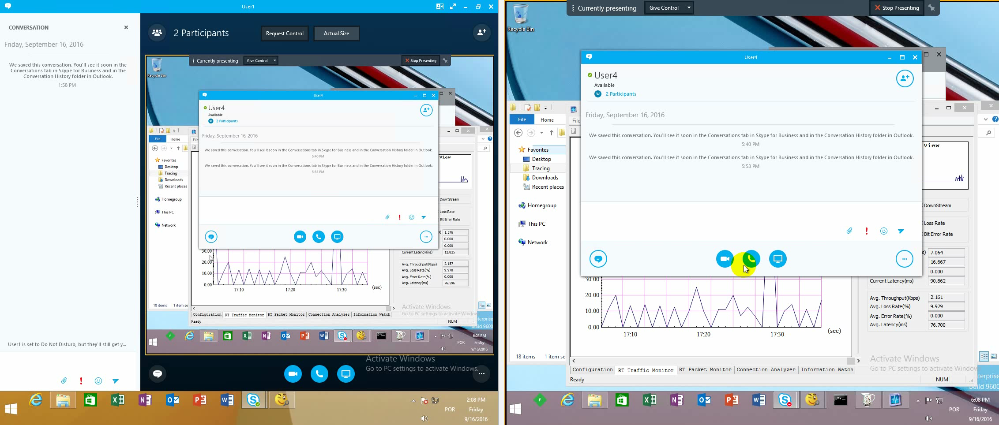 User1
CONVERSATION
Friday, September 16, 2016
We saved this conversation. You'll see it soon in the
Conversations tab in Skype for Business and in the
Conversation History folder in Outlook.
1:58 PM
User1 is set to Do Not Disturb, but they'll still get y...
2 Participants
Request Control
Actual Size
Currently presenting
Give Control
Stop Presenting
Recycle Bin
User4
User4
Available
2 Participants
Friday, September 16, 2016
We saved this conversation. You'll see it soon in the Conversations tab in Skype for Business and in the Conversation History folder in Outlook.
5:40 PM
We saved this conversation. You'll see it soon in the Conversations tab in Skype for Business and in the Conversation History folder in Outlook.
5:53 PM
File
Home
File
Favorites
Desktop
Tracing
Downloads
Recent places
Homegroup
This PC
Network
View
DownStream
Loss Rate
Bit Error Rate
1.576
0.000
0.000
Current Latency(ms) 12.825
Avg. Throughput(Kbps) 2.157
Avg. Loss Rate(%) 9.970
Avg. Error Rate(%) 0.000
Avg. Latency(ms) 76.596
30.00
20.00
10.00
0.00
17:10
17:20
17:30
(sec)
18 items
1 item se
Activate Windows
Go to PC settings to activate Window
Configuration
RT Traffic Monitor
RT Packet Monitor
Connection Analyzer
Information Watch
Ready
NUM
terprise
Build 9600
POR
6:08 PM
Friday
9/16/2016
Activate Windows
Go to PC settings to activate Windows.
POR
2:08 PM
Friday
9/16/2016
Recycle Bin
Currently presenting
Give Control
Stop Presenting
User4
User4
Available
2 Participants
Friday, September 16, 2016
We saved this conversation. You'll see it soon in the Conversations tab in Skype for Business and in the Conversation History folder in Outlook.
5:40 PM
We saved this conversation. You'll see it soon in the Conversations tab in Skype for Business and in the Conversation History folder in Outlook.
5:53 PM
File
Home
File
Favorites
Desktop
Tracing
Downloads
Recent places
Homegroup
This PC
Network
View
DownStream
Loss Rate
Bit Error Rate
s) 7.064
16.667
0.000
Current Latency(ms) 90.862
Avg. Throughput(Kbps) 2.161
Avg. Loss Rate(%) 9.979
Avg. Error Rate(%) 0.000
Avg. Latency(ms) 76.700
30.00
20.00
10.00
0.00
17:10
17:20
17:30
(sec)
18 items
1 item se
Activate Windows
Go to PC settings to activate Window
Configuration
RT Traffic Monitor
RT Packet Monitor
Connection Analyzer
Information Watch
Ready
NUM
terprise
Build 9600
POR
6:08 PM
Friday
9/16/2016